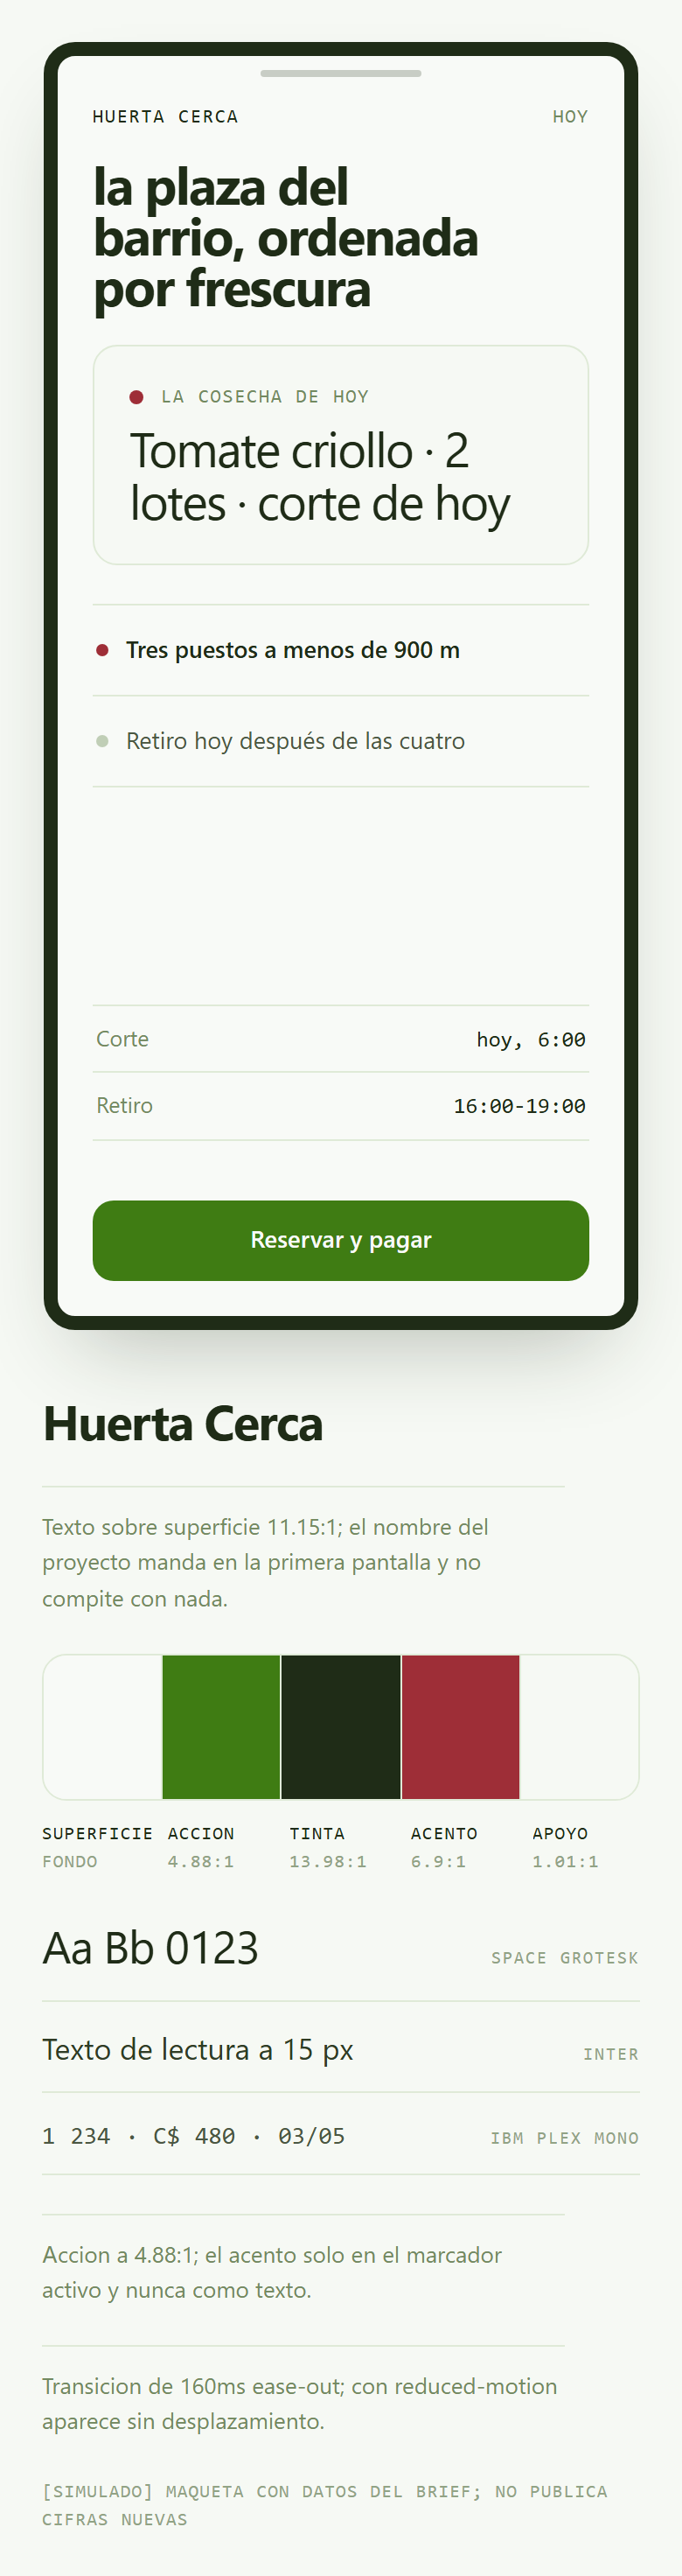 HUERTA CERCA
HOY
la plaza del
barrio, ordenada
por frescura
LA COSECHA DE HOY
Tomate criollo · 2
lotes · corte de hoy
Tres puestos a menos de 900 m
Retiro hoy después de las cuatro
Corte
hoy, 6:00
Retiro
16:00-19:00
Reservar y pagar
Huerta Cerca
Texto sobre superficie 11.15:1; el nombre del
proyecto manda en la primera pantalla y no
compite con nada.
SUPERFICIE ACCION TINTA ACENTO APOYO
FONDO 4.88:1 13.98:1 6.9:1 1.01:1
Aa Bb 0123
SPACE GROTESK
Texto de lectura a 15 px
INTER
1 234 · C$ 480 · 03/05
IBM PLEX MONO
Accion a 4.88:1; el acento solo en el marcador
activo y nunca como texto.
Transicion de 160ms ease-out; con reduced-motion
aparece sin desplazamiento.
[SIMULADO] MAQUETA CON DATOS DEL BRIEF; NO PUBLICA
CIFRAS NUEVAS